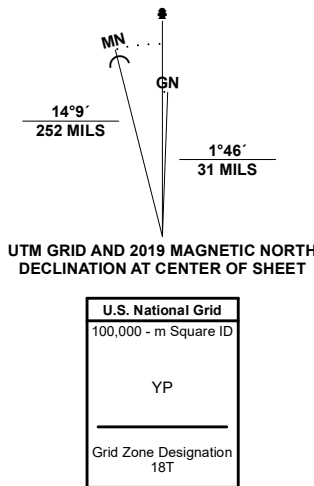 MN
GN
14°9´
252 MILS
1°46´
31 MILS
UTM GRID AND 2019 MAGNETIC NORTH
DECLINATION AT CENTER OF SHEET
U.S. National Grid
100,000 - m Square ID
YP
Grid Zone Designation
18T